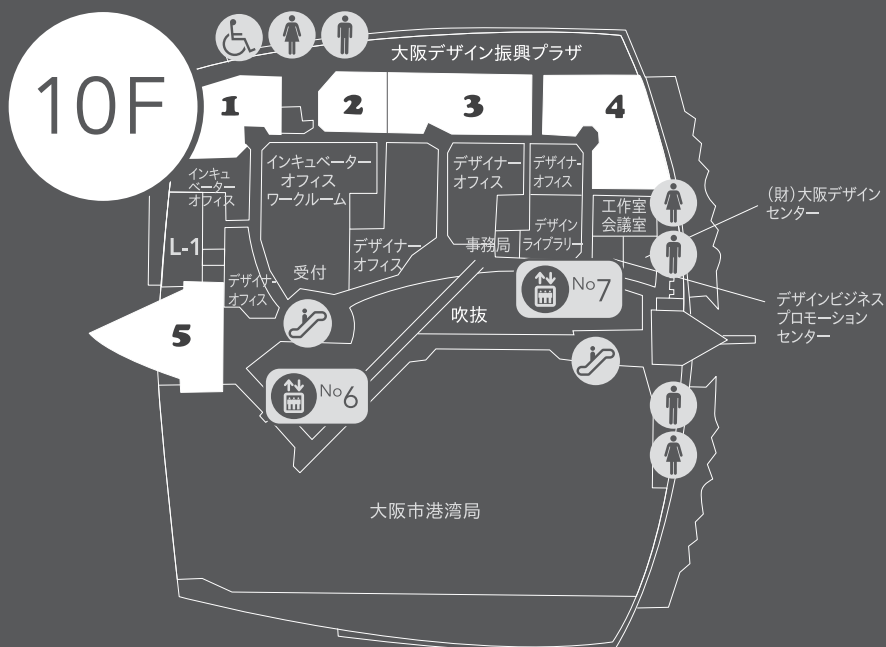 10F
大阪デザイン振興プラザ
1
2
3
4
インキュ
ベーター
オフィス
インキュベーター
オフィス
ワークルーム
デザイナー
オフィス
デザイナー
オフィス
デザイナー
オフィス
工作室
会議室
(財)大阪デザイン
センター
L-1
デザイナー
オフィス
受付
事務局
デザイン
ライブラリー
No7
デザインビジネス
プロモーション
センター
吹抜
5
No6
大阪市港湾局